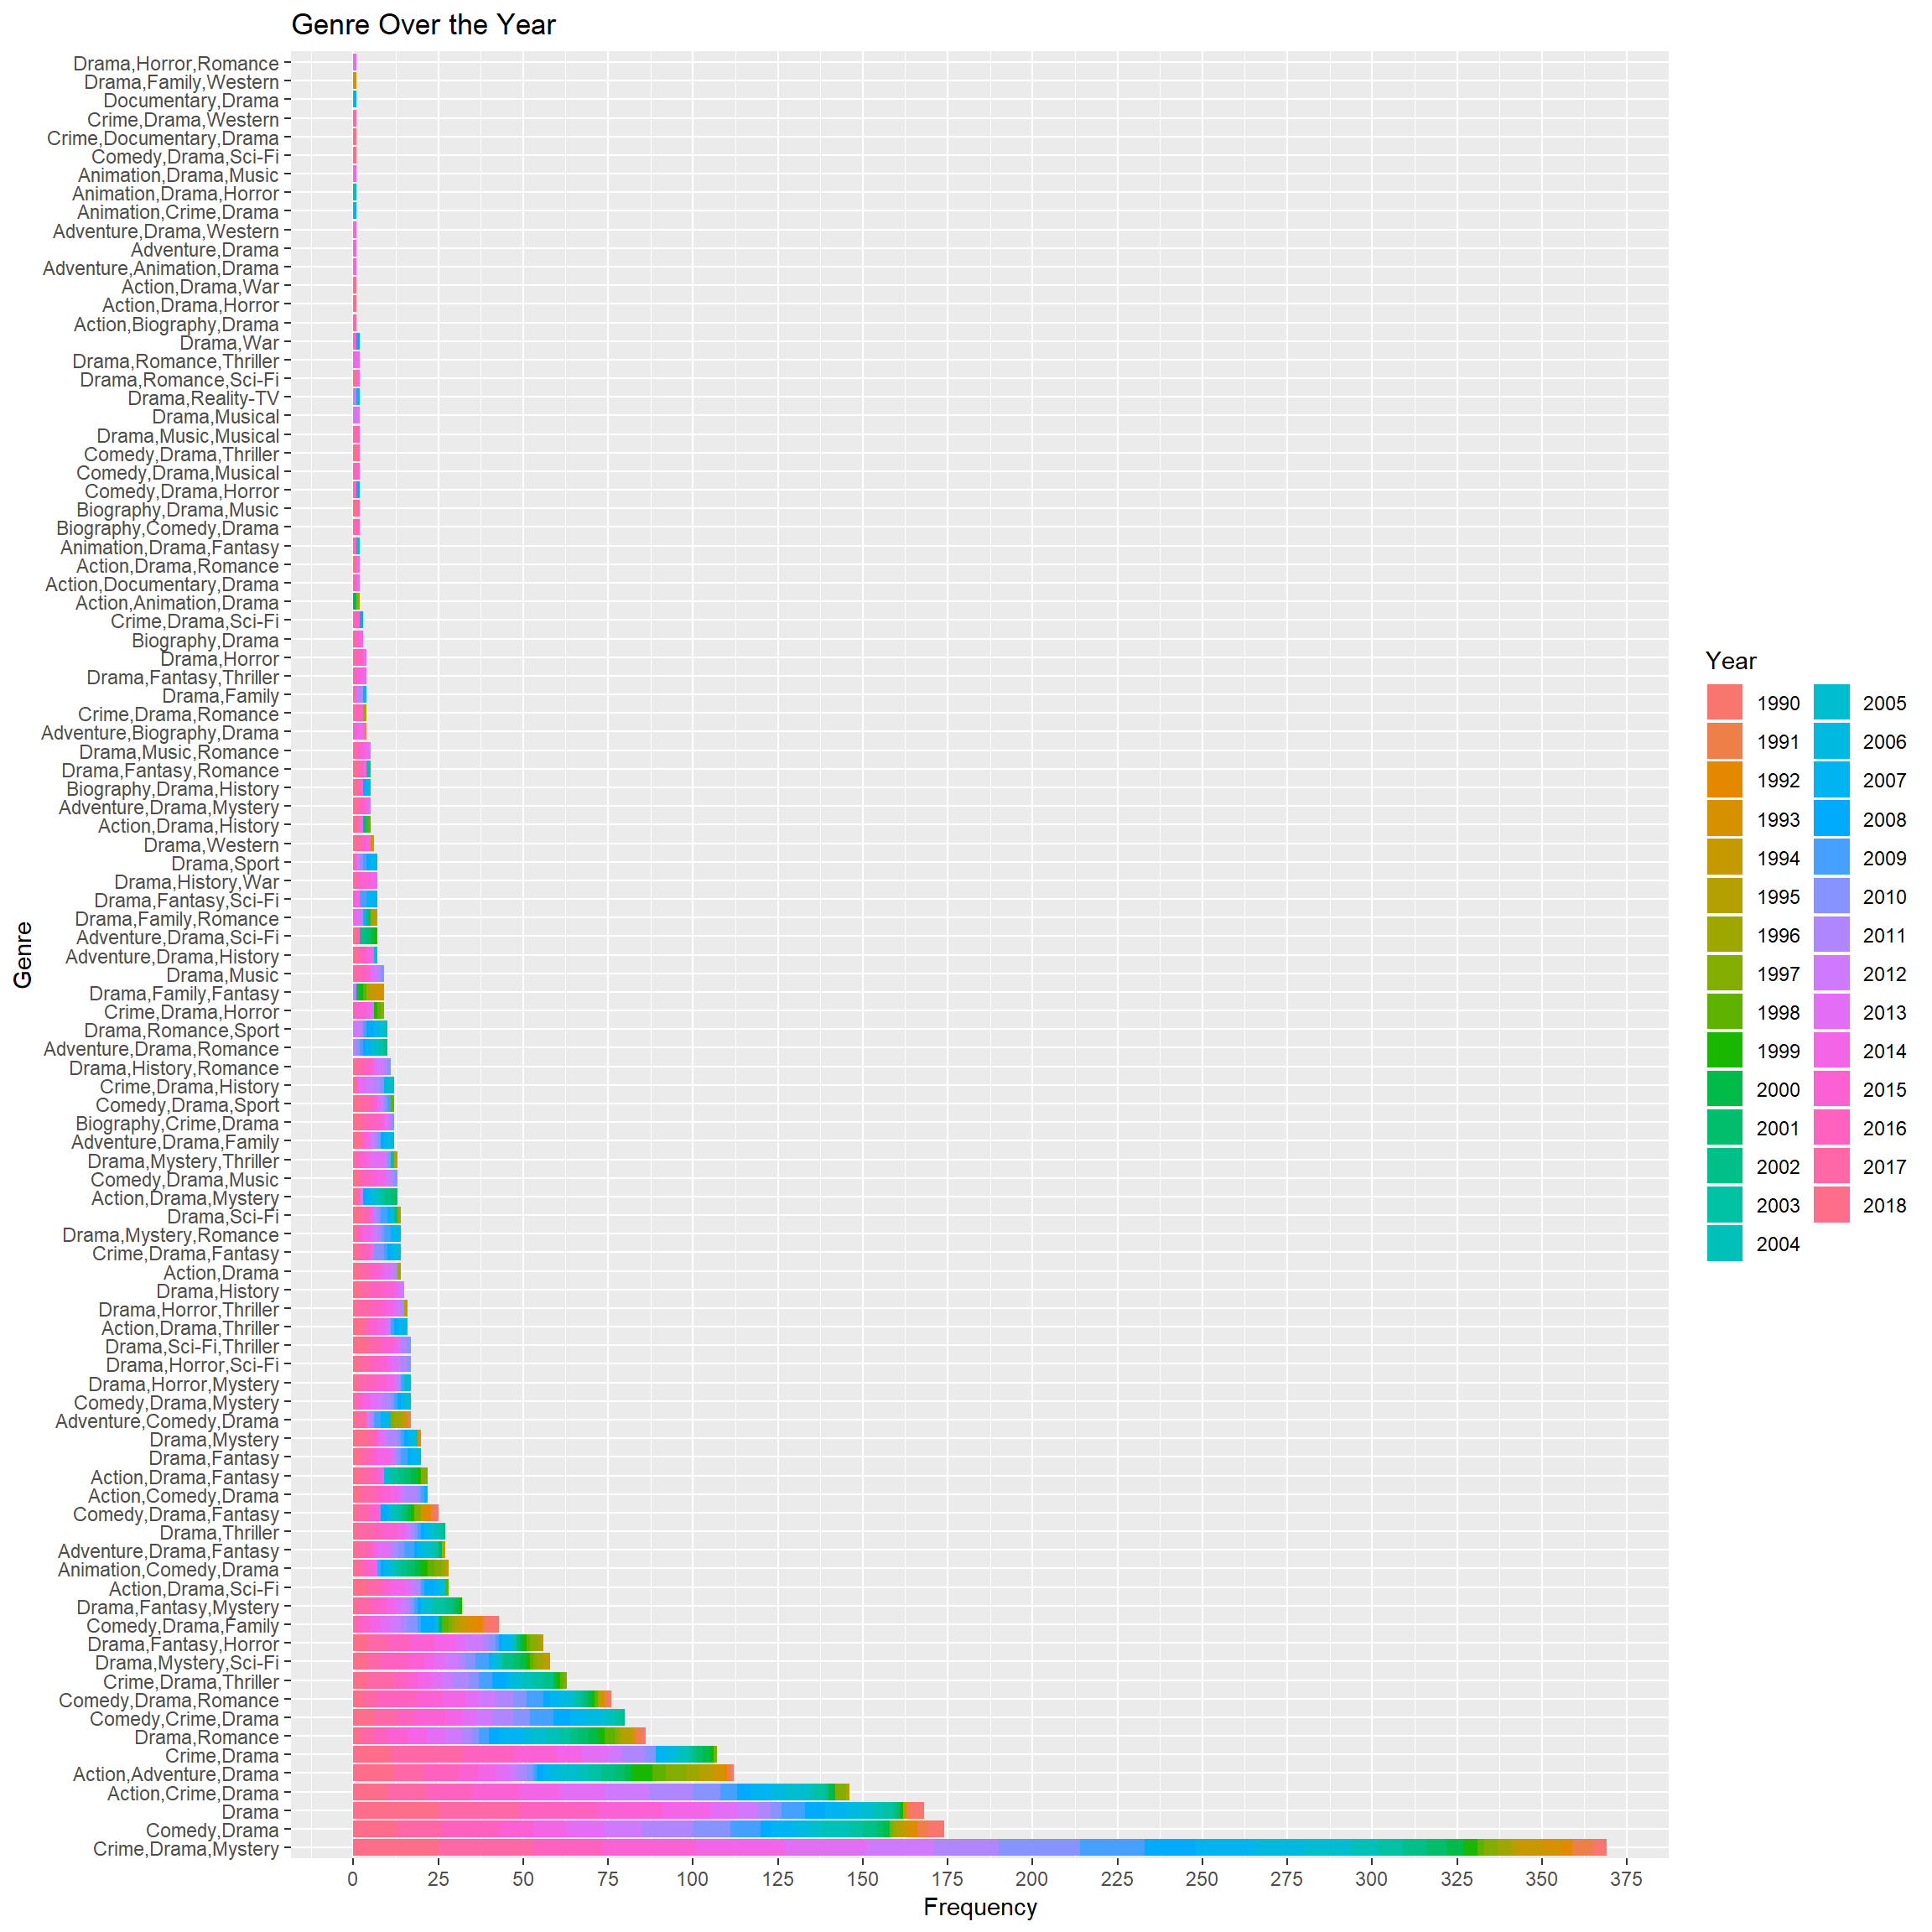 Genre Over the Year
Drama,Horror,Romance
Drama,Family,Western
Documentary,Drama
Crime,Drama,Western
Crime,Documentary,Drama
Comedy,Drama,Sci-Fi
Animation,Drama,Music
Animation,Drama,Horror
Animation,Crime,Drama
Adventure,Drama,Western
Adventure,Drama
Adventure,Animation,Drama
Action,Drama,War
Action,Drama,Horror
Action,Biography,Drama
Drama,War
Drama,Romance,Thriller
Drama,Romance,Sci-Fi
Drama,Reality-TV
Drama,Musical
Drama,Music,Musical
Comedy,Drama,Thriller
Comedy,Drama,Musical
Comedy,Drama,Horror
Biography,Drama,Music
Biography,Comedy,Drama
Animation,Drama,Fantasy
Action,Drama,Romance
Action,Documentary,Drama
Action,Animation,Drama
Crime,Drama,Sci-Fi
Biography,Drama
Drama,Horror
Drama,Fantasy,Thriller
Drama,Family
Crime,Drama,Romance
Adventure,Biography,Drama
Drama,Music,Romance
Drama,Fantasy,Romance
Biography,Drama,History
Adventure,Drama,Mystery
Action,Drama,History
Drama,Western
Drama,Sport
Drama,History,War
Drama,Fantasy,Sci-Fi
Drama,Family,Romance
Adventure,Drama,Sci-Fi
Adventure,Drama,History
Drama,Music
Drama,Family,Fantasy
Crime,Drama,Horror
Drama,Romance,Sport
Adventure,Drama,Romance
Drama,History,Romance
Crime,Drama,History
Comedy,Drama,Sport
Biography,Crime,Drama
Adventure,Drama,Family
Drama,Mystery,Thriller
Comedy,Drama,Music
Action,Drama,Mystery
Drama,Sci-Fi
Drama,Mystery,Romance
Crime,Drama,Fantasy
Action,Drama
Drama,History
Drama,Horror,Thriller
Action,Drama,Thriller
Drama,Sci-Fi,Thriller
Drama,Horror,Sci-Fi
Drama,Horror,Mystery
Comedy,Drama,Mystery
Adventure,Comedy,Drama
Drama,Mystery
Drama,Fantasy
Action,Drama,Fantasy
Action,Comedy,Drama
Comedy,Drama,Fantasy
Drama,Thriller
Adventure,Drama,Fantasy
Animation,Comedy,Drama
Action,Drama,Sci-Fi
Drama,Fantasy,Mystery
Comedy,Drama,Family
Drama,Fantasy,Horror
Drama,Mystery,Sci-Fi
Crime,Drama,Thriller
Comedy,Drama,Romance
Comedy,Crime,Drama
Drama,Romance
Crime,Drama
Action,Adventure,Drama
Action,Crime,Drama
Drama
Comedy,Drama
Crime,Drama,Mystery
Genre
0 25 50 75 100 125 150 175 200 225 250 275 300 325 350 375
Frequency
Year
1990 2005
1991 2006
1992 2007
1993 2008
1994 2009
1995 2010
1996 2011
1997 2012
1998 2013
1999 2014
2000 2015
2001 2016
2002 2017
2003 2018
2004